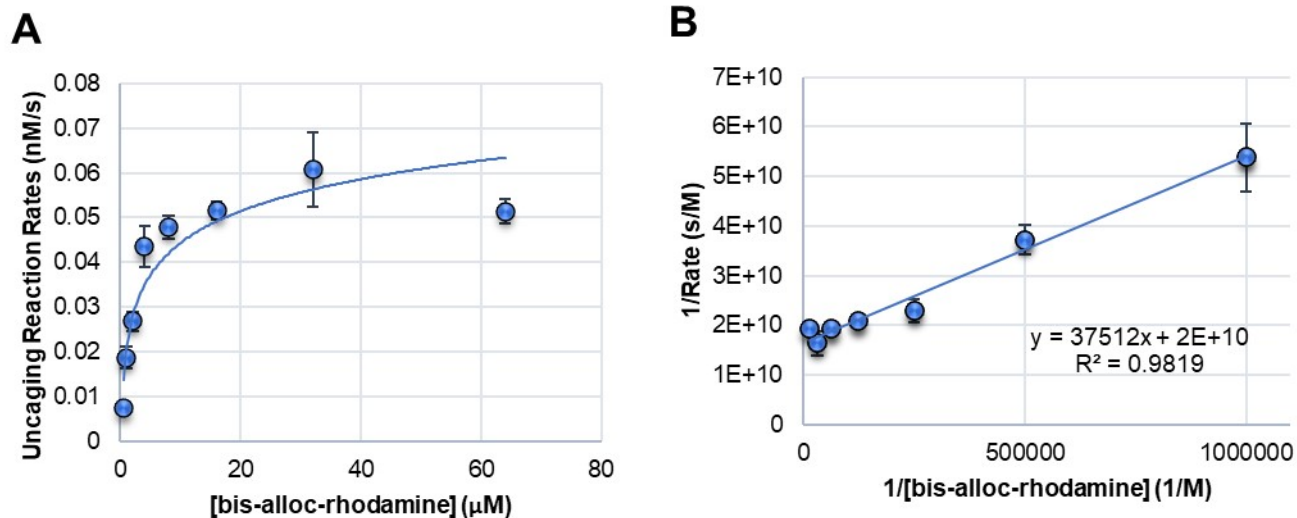 A
Uncaging Reaction Rates (nM/s)
0.08
0.07
0.06
0.05
0.04
0.03
0.02
0.01
0
0 20 40 60 80
[bis-alloc-rhodamine] (μM)
B
1/Rate (s/M)
7E+10
6E+10
5E+10
4E+10
3E+10
2E+10
1E+10
0
y = 37512x + 2E+10
R² = 0.9819
0 500000 1000000
1/[bis-alloc-rhodamine] (1/M)